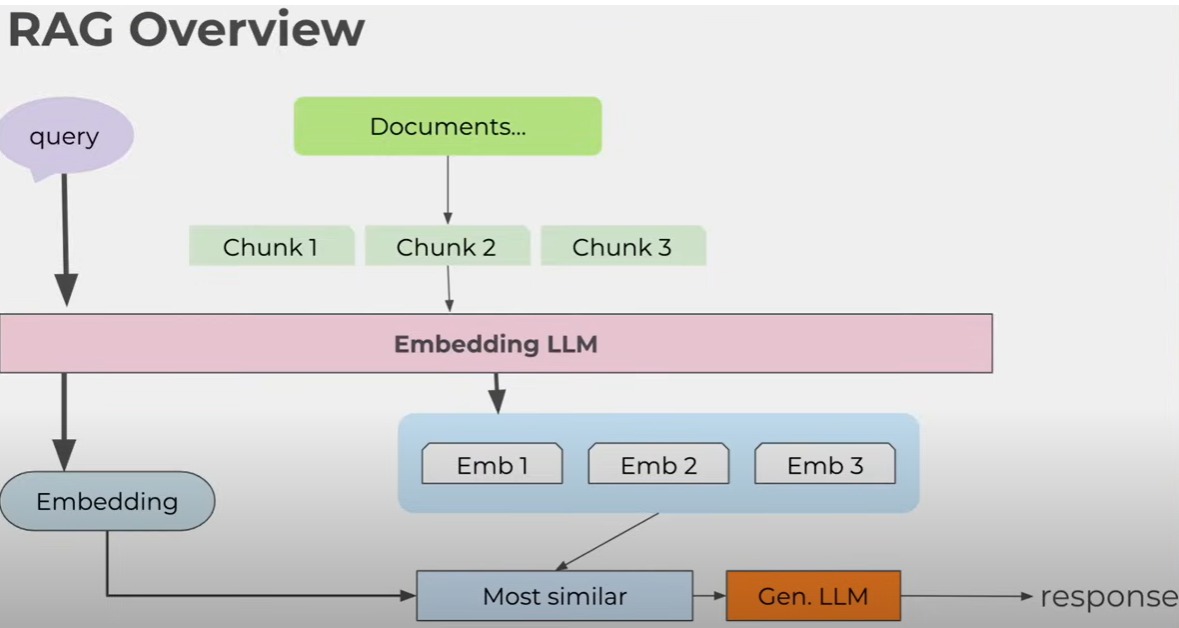 RAG Overview
query
Documents...
Chunk 1
Chunk 2
Chunk 3
Embedding LLM
Emb 1
Emb 2
Emb 3
Embedding
Most similar
Gen. LLM
response